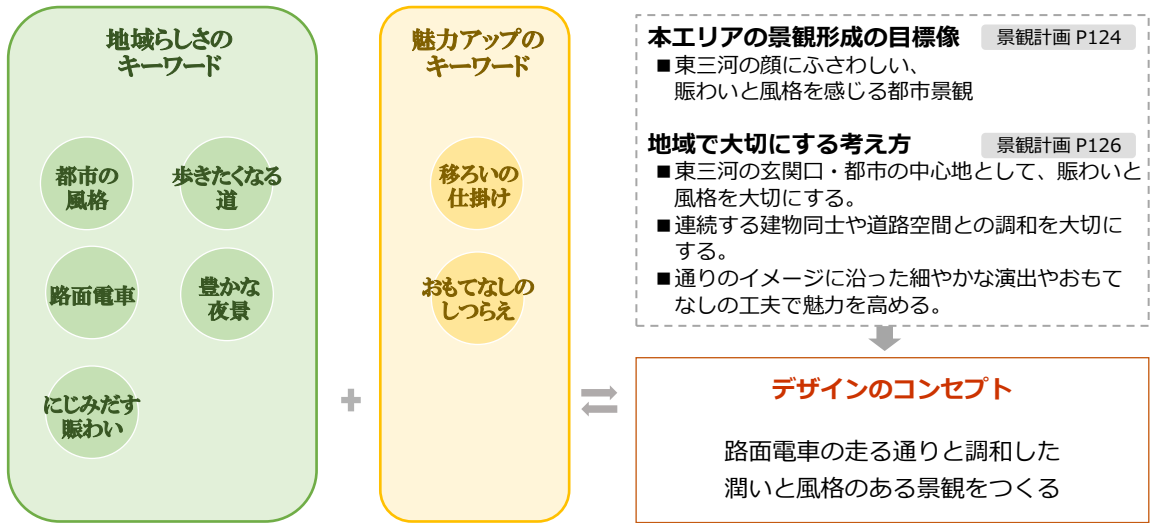 地域らしさの
キーワード
都市の
風格
歩きたくなる
道
路面電車
豊かな
夜景
にじみだす
賑わい
+
魅力アップの
キーワード
移ろいの
仕掛け
おもてなしの
しつらえ
本エリアの景観形成の目標像 景観計画 P124
■東三河の顔にふさわしい、
賑わいと風格を感じる都市景観
地域で大切にする考え方 景観計画 P126
■東三河の玄関口・都市の中心地として、賑わいと
風格を大切にする。
■連続する建物同士や道路空間との調和を大切に
する。
■通りのイメージに沿った細やかな演出やおもて
なしの工夫で魅力を高める。
デザインのコンセプト
路面電車の走る通りと調和した
潤いと風格のある景観をつくる